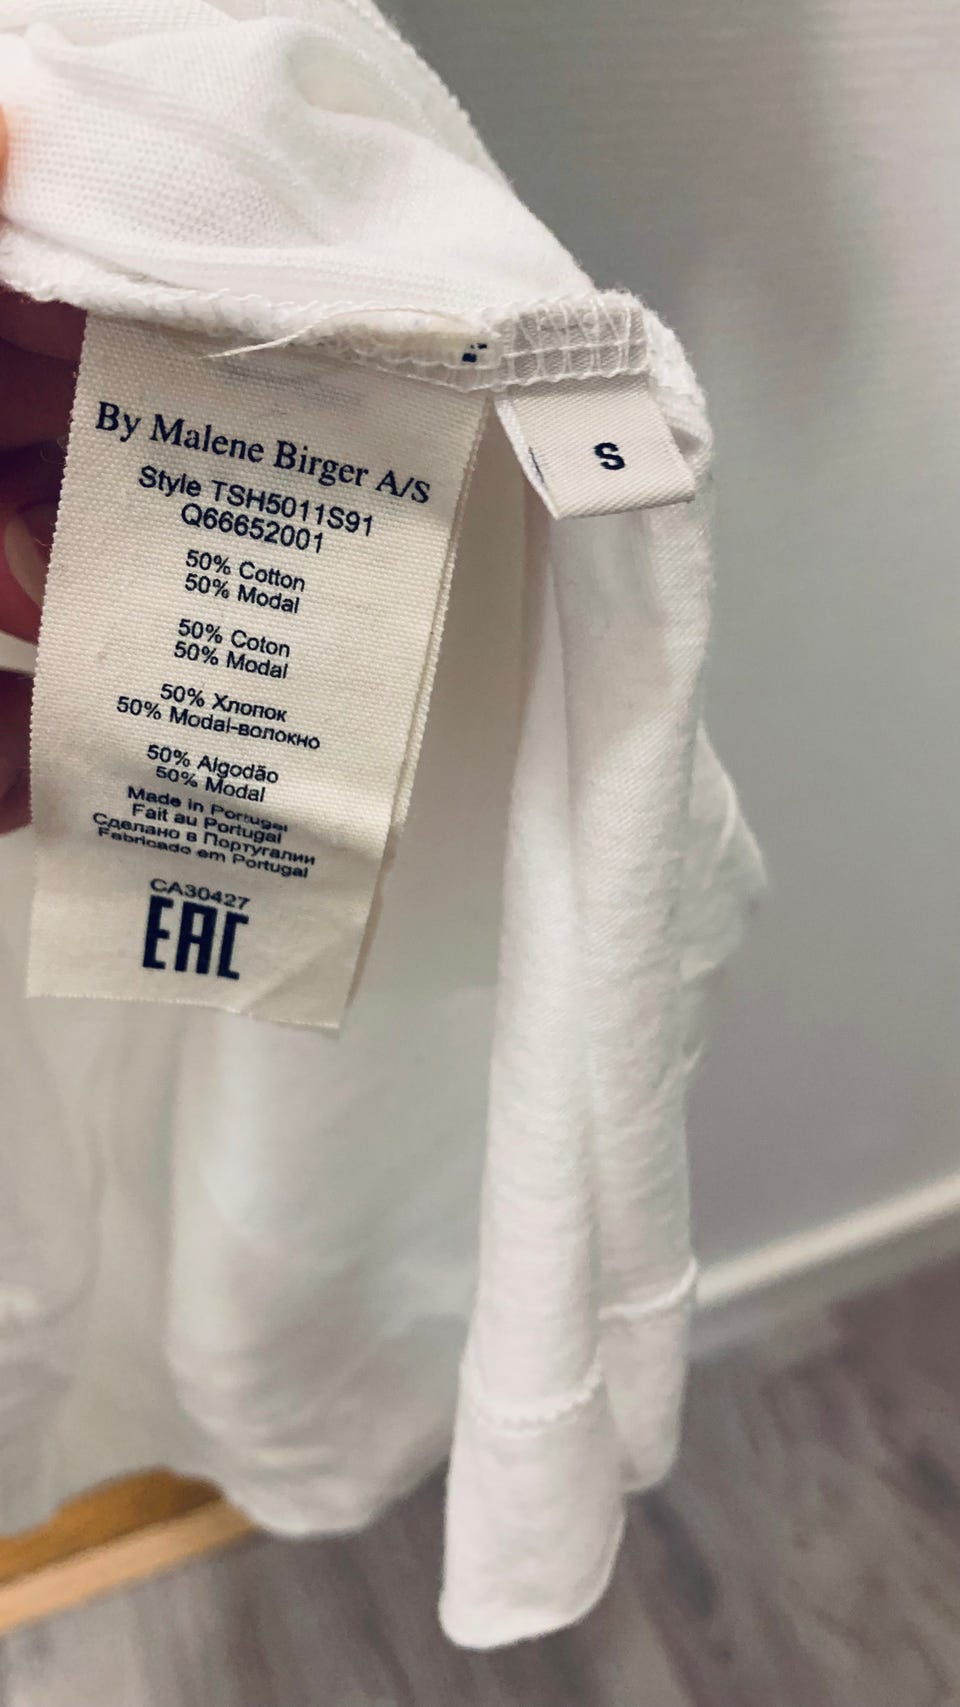 By Malene Birger A/S
Style TSH5011S91
Q66652001
50% Cotton
50% Modal
50% Coton
50% Modal
50% Хлопок
50% Modal-волокно
50% Algodão
50% Modal
Made in Portugal
Fait au Portugal
Сделано в Португалии
Fabricado em Portugal
CA30427
EAC
S